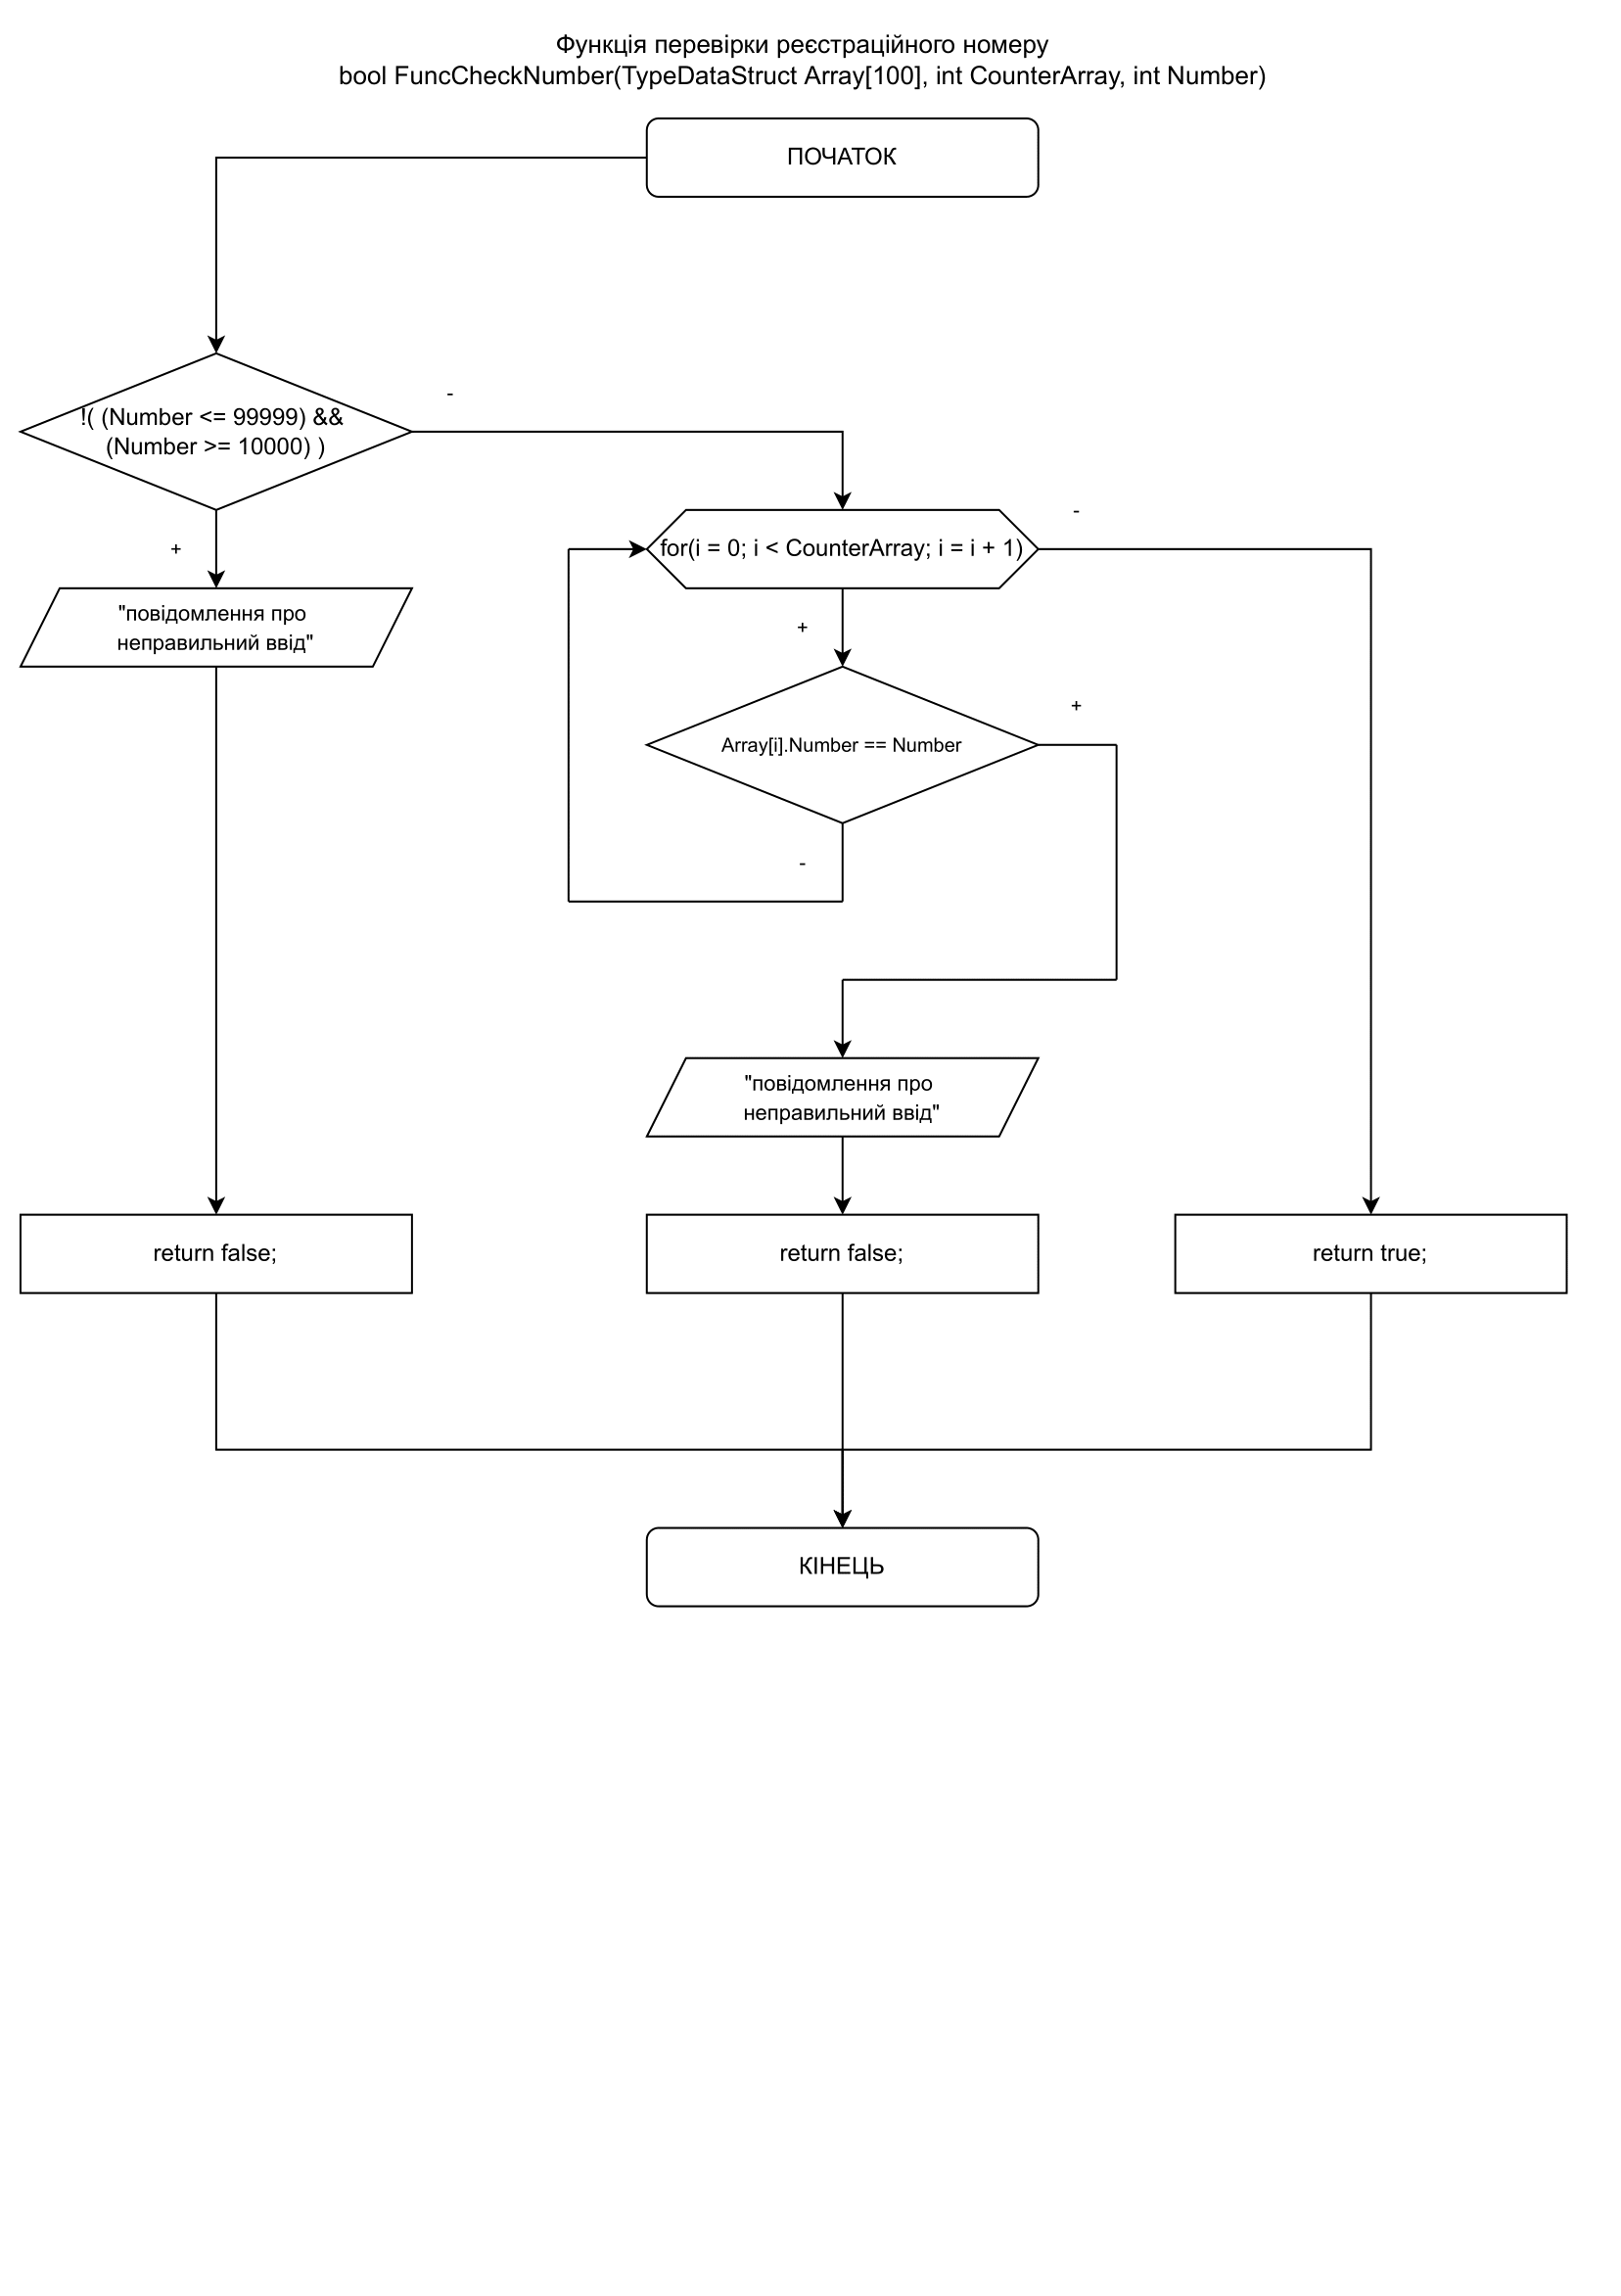 Функція перевірки реєстраційного номеру
bool FuncCheckNumber(TypeDataStruct Array[100], int CounterArray, int Number)
ПОЧАТОК
-
!( (Number <= 99999) &&
(Number >= 10000) )
-
for(i = 0; i < CounterArray; i = i + 1)
+
"повідомлення про
неправильний ввід"
+
+
Array[i].Number == Number
-
"повідомлення про
неправильний ввід"
return false;
return false;
return true;
КІНЕЦЬ